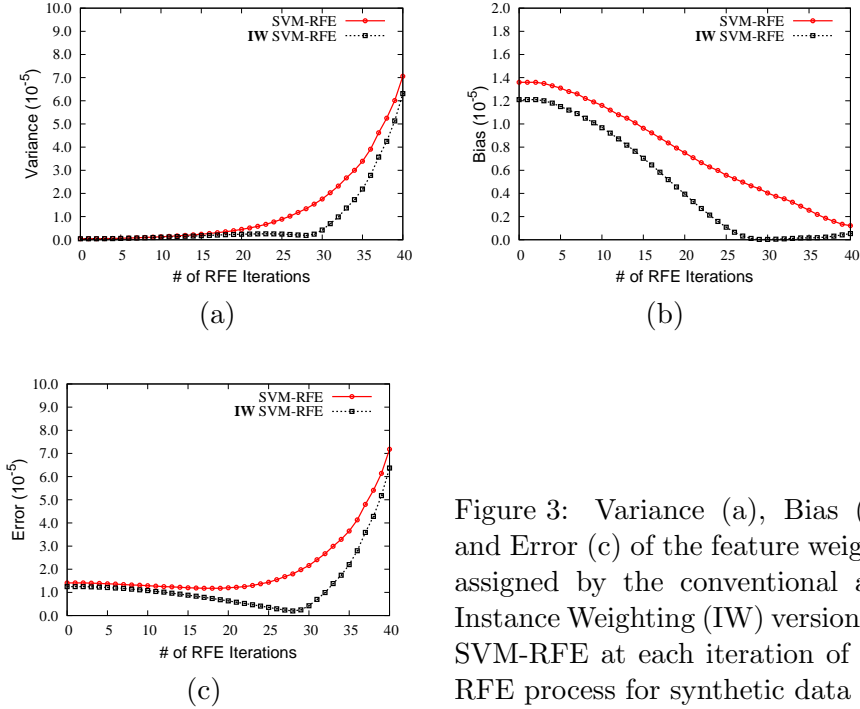 10.0
9.0
8.0
7.0
6.0
5.0
4.0
3.0
2.0
1.0
0.0
Variance (10^-5)
SVM-RFE
IW SVM-RFE
0 5 10 15 20 25 30 35 40
# of RFE Iterations
(a)
2.0
1.8
1.6
1.4
1.2
1.0
0.8
0.6
0.4
0.2
0.0
Bias (10^-5)
SVM-RFE
IW SVM-RFE
0 5 10 15 20 25 30 35 40
# of RFE Iterations
(b)
10.0
9.0
8.0
7.0
6.0
5.0
4.0
3.0
2.0
1.0
0.0
Error (10^-5)
SVM-RFE
IW SVM-RFE
0 5 10 15 20 25 30 35 40
# of RFE Iterations
(c)
Figure 3: Variance (a), Bias (
and Error (c) of the feature weig
assigned by the conventional a
Instance Weighting (IW) version
SVM-RFE at each iteration of
RFE process for synthetic data